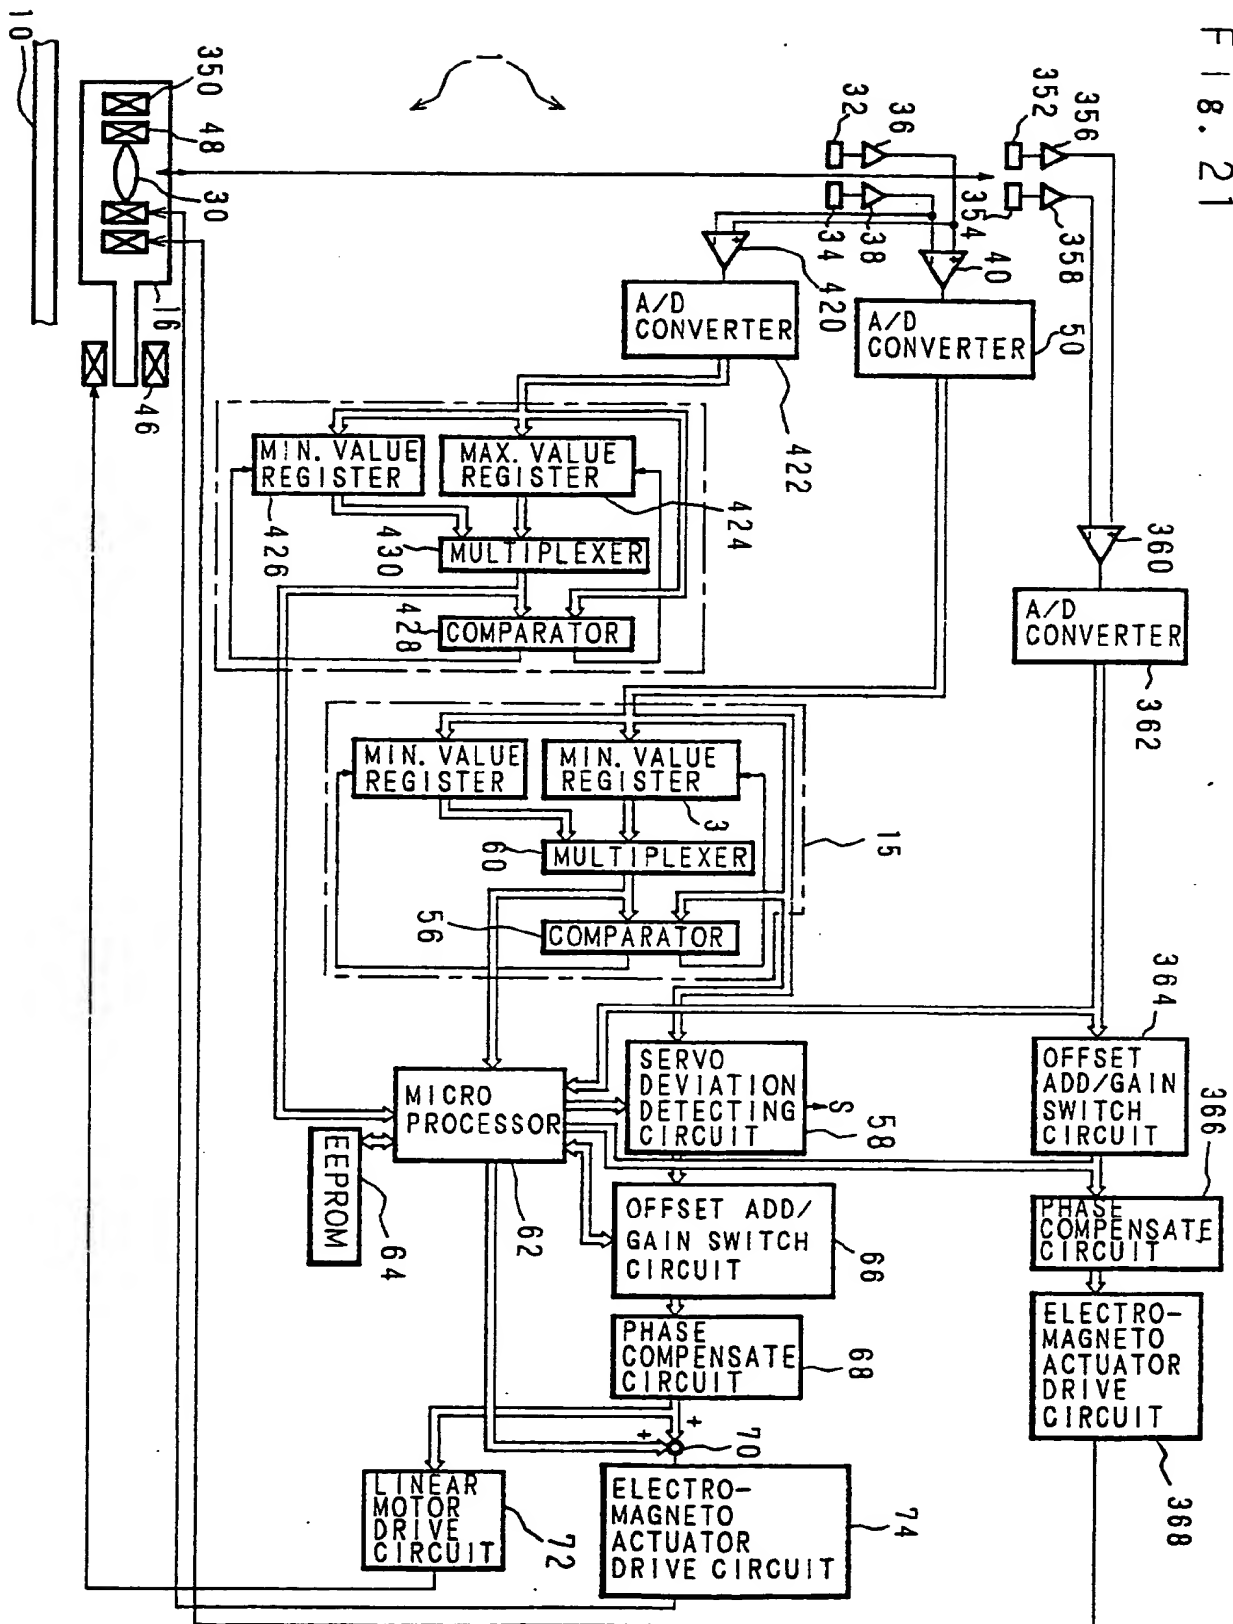 FIG. 21
352
356
354
358
360
A/D
CONVERTER
362
364
OFFSET
ADD/GAIN
SWITCH
CIRCUIT
366
PHASE
COMPENSATE
CIRCUIT
ELECTRO-
MAGNETO
ACTUATOR
DRIVE
CIRCUIT
368
32
36
34
38
40
A/D
CONVERTER
50
420
A/D
CONVERTER
422
MAX. VALUE
REGISTER
424
MIN. VALUE
REGISTER
426
430
MULTIPLEXER
428
COMPARATOR
MIN. VALUE
REGISTER
3
MIN. VALUE
REGISTER
60
MULTIPLEXER
15
56
COMPARATOR
SERVO
DEVIATION
DETECTING
CIRCUIT
S
58
MICRO
PROCESSOR
62
EEPROM
64
OFFSET ADD/
GAIN SWITCH
CIRCUIT
66
PHASE
COMPENSATE
CIRCUIT
68
+
+
70
LINEAR
MOTOR
DRIVE
CIRCUIT
72
ELECTRO-
MAGNETO
ACTUATOR
DRIVE CIRCUIT
74
1
350
48
30
16
46
10